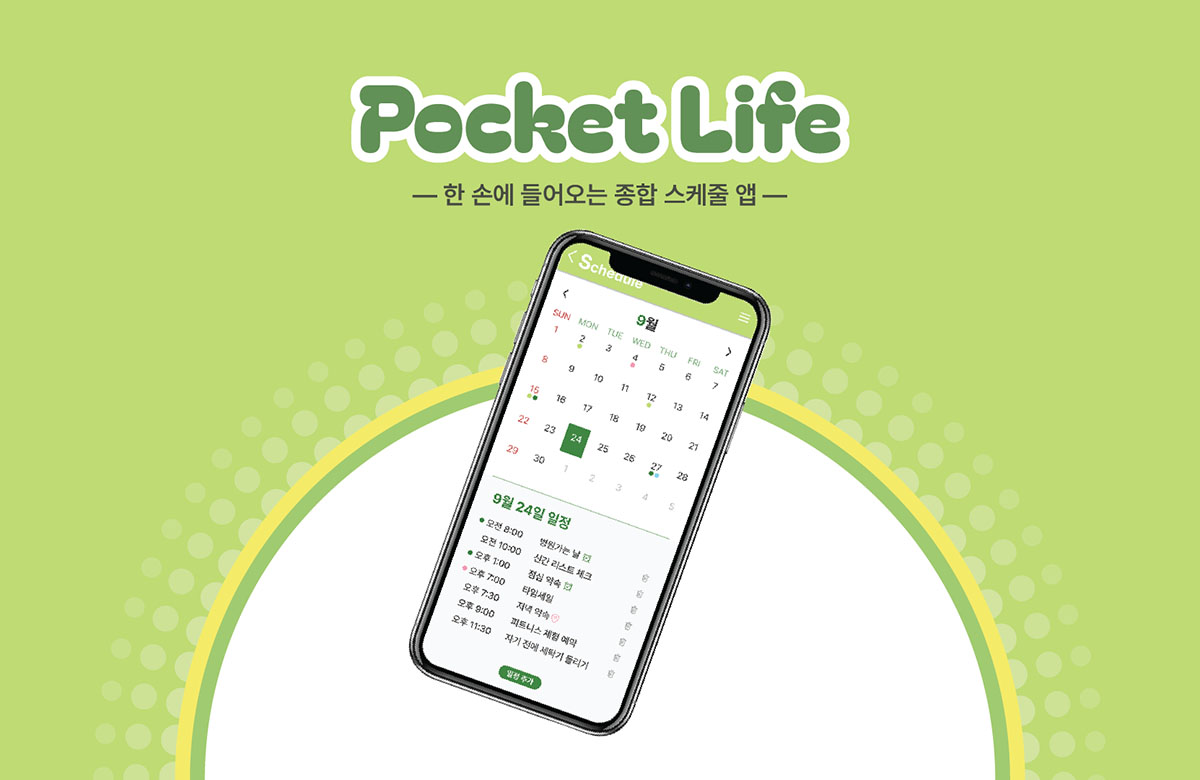 Pocket Life
— 한 손에 들어오는 종합 스케줄 앱 —
Schedule
9월
SUN MON TUE WED THU FRI SAT
1 2 3 4 5 6 7
8 9 10 11 12 13 14
15 16 17 18 19 20 21
22 23 24 25 26 27 28
29 30 1 2 3 4 5
9월 24일 일정
오전 8:00 병원가는 날
오전 10:00 신간 리스트 체크
오후 1:00 점심 약속
오후 7:00 타임세일
오후 7:30 저녁 약속
오후 9:00 피트니스 체험 예약
오후 11:30 자기 전에 세탁기 돌리기
일정 추가